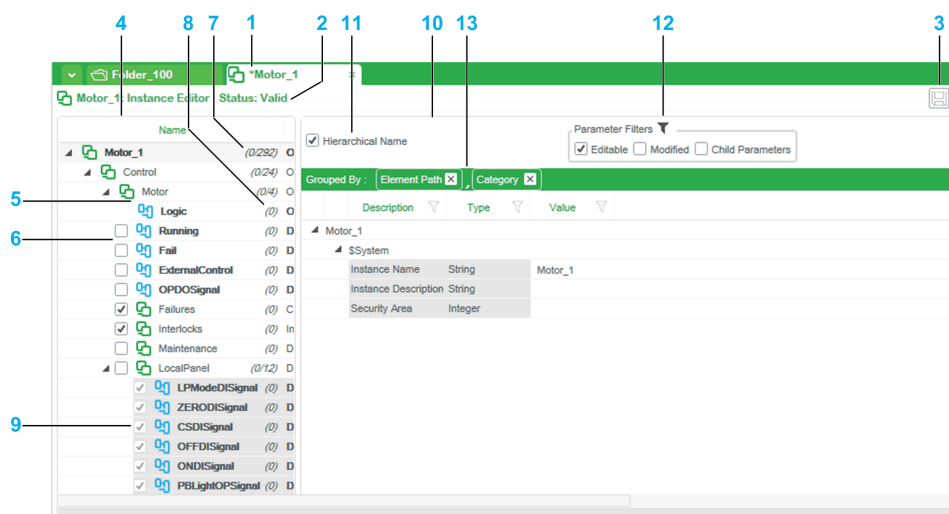 4 8 7 1 2 11 10 13 12 3
Folder_100 *Motor_1 ×
Motor_1: Instance Editor Status: Valid
Name
Hierarchical Name
Parameter Filters
Editable Modified Child Parameters
Motor_1 (0/292) O
Control (0/24) O
Grouped By : Element Path , Category
Motor (0/4) O
5
Logic (0) O
Description Type Value
6
Running (0) D
Motor_1
Fail (0) D
$System
ExternalControl (0) D
Instance Name String Motor_1
OPDOSignal (0) D
Instance Description String
Failures (0) C
Security Area Integer
Interlocks (0) In
Maintenance (0) D
LocalPanel (0/12) D
LPModeDISignal (0) D
ZERODISignal (0) D
9
CSDISignal (0) D
OFFDISignal (0) D
ONDISignal (0) D
PBLightOPSignal (0) D